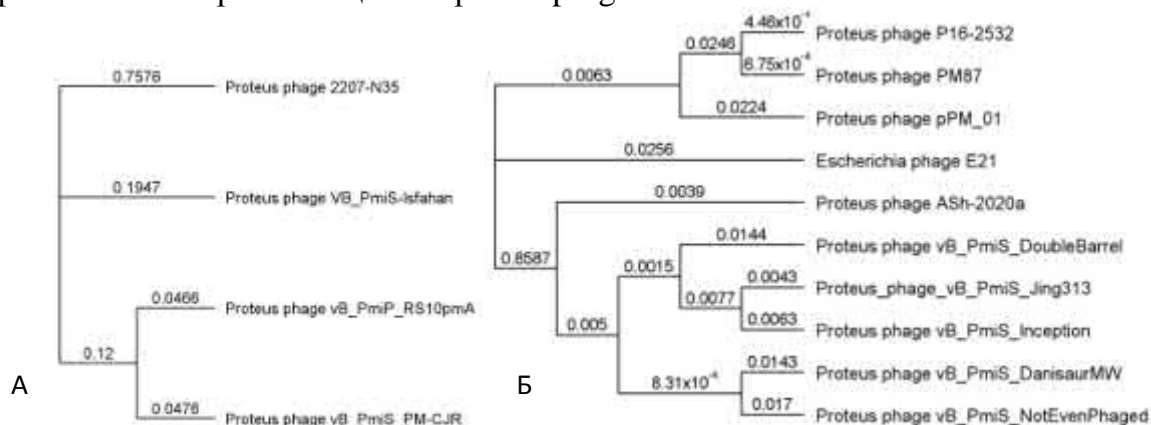 0.7576
Proteus phage 2207-N35
0.1947
Proteus phage VB_PmiS-Isfahan
0.0466
Proteus phage vB_PmiP_RS10pmA
0.12
0.0476
Proteus phage vB_PmiS_PM-CJR
А
4.46x10⁻⁴
Proteus phage P16-2532
0.0246
6.75x10⁻⁴
Proteus phage PM87
0.0063
0.0224
Proteus phage pPM_01
0.0256
Escherichia phage E21
0.0039
Proteus phage ASh-2020a
0.8587
0.0144
Proteus phage vB_PmiS_DoubleBarrel
0.0015
0.0043
Proteus_phage_vB_PmiS_Jing313
0.0077
0.0063
Proteus phage vB_PmiS_Inception
0.005
0.0143
Proteus phage vB_PmiS_DanisaurMW
8.31x10⁻⁴
0.017
Proteus phage vB_PmiS_NotEvenPhaged
Б